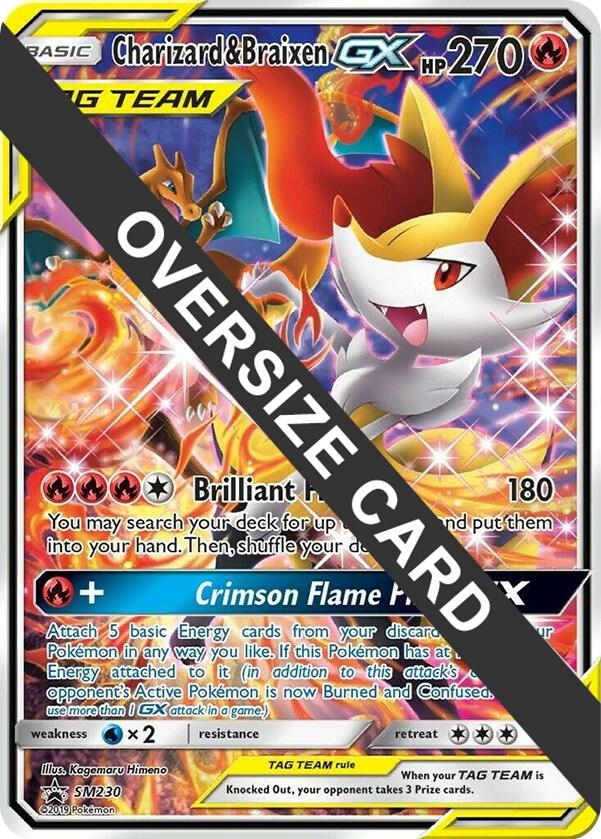 BASIC Charizard&Braixen GX HP270
G TEAM
OVERSIZE CARD
Brilliant 180
You may search your deck for up and put them
into your hand. Then, shuffle your
+ Crimson Flame
Attach 5 basic Energy cards from your discard
Pokémon in any way you like. If this Pokémon has at
Energy attached to it (in addition to this attack's
opponent's Active Pokémon is now Burned and Confused.
use more than 1 GX attack in a game.)
weakness ×2 resistance retreat
Illus. Kagemaru Himeno
SM230
©2019 Pokémon
TAG TEAM rule
When your TAG TEAM is
Knocked Out, your opponent takes 3 Prize cards.